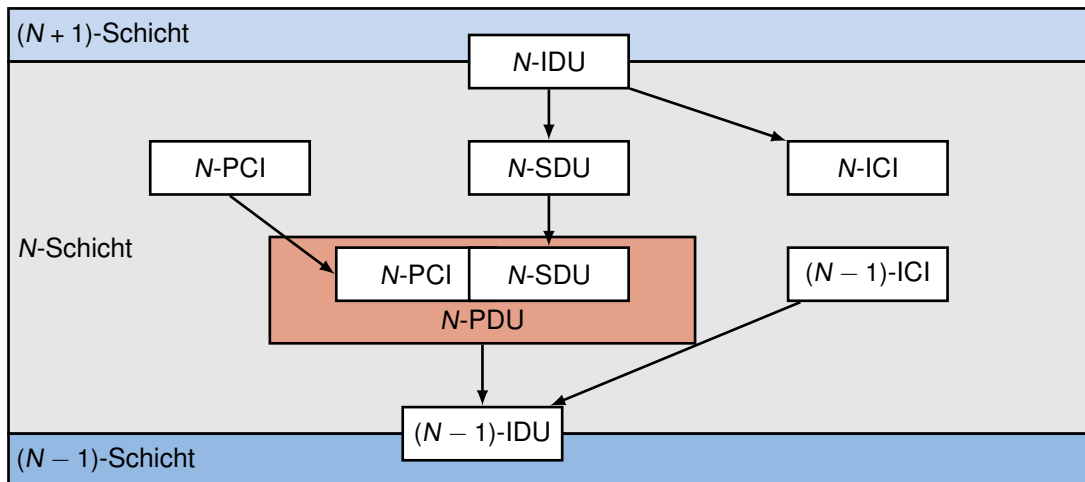 (N + 1)-Schicht
N-IDU
N-PCI
N-SDU
N-ICI
N-Schicht
N-PCI
N-SDU
(N − 1)-ICI
N-PDU
(N − 1)-IDU
(N − 1)-Schicht